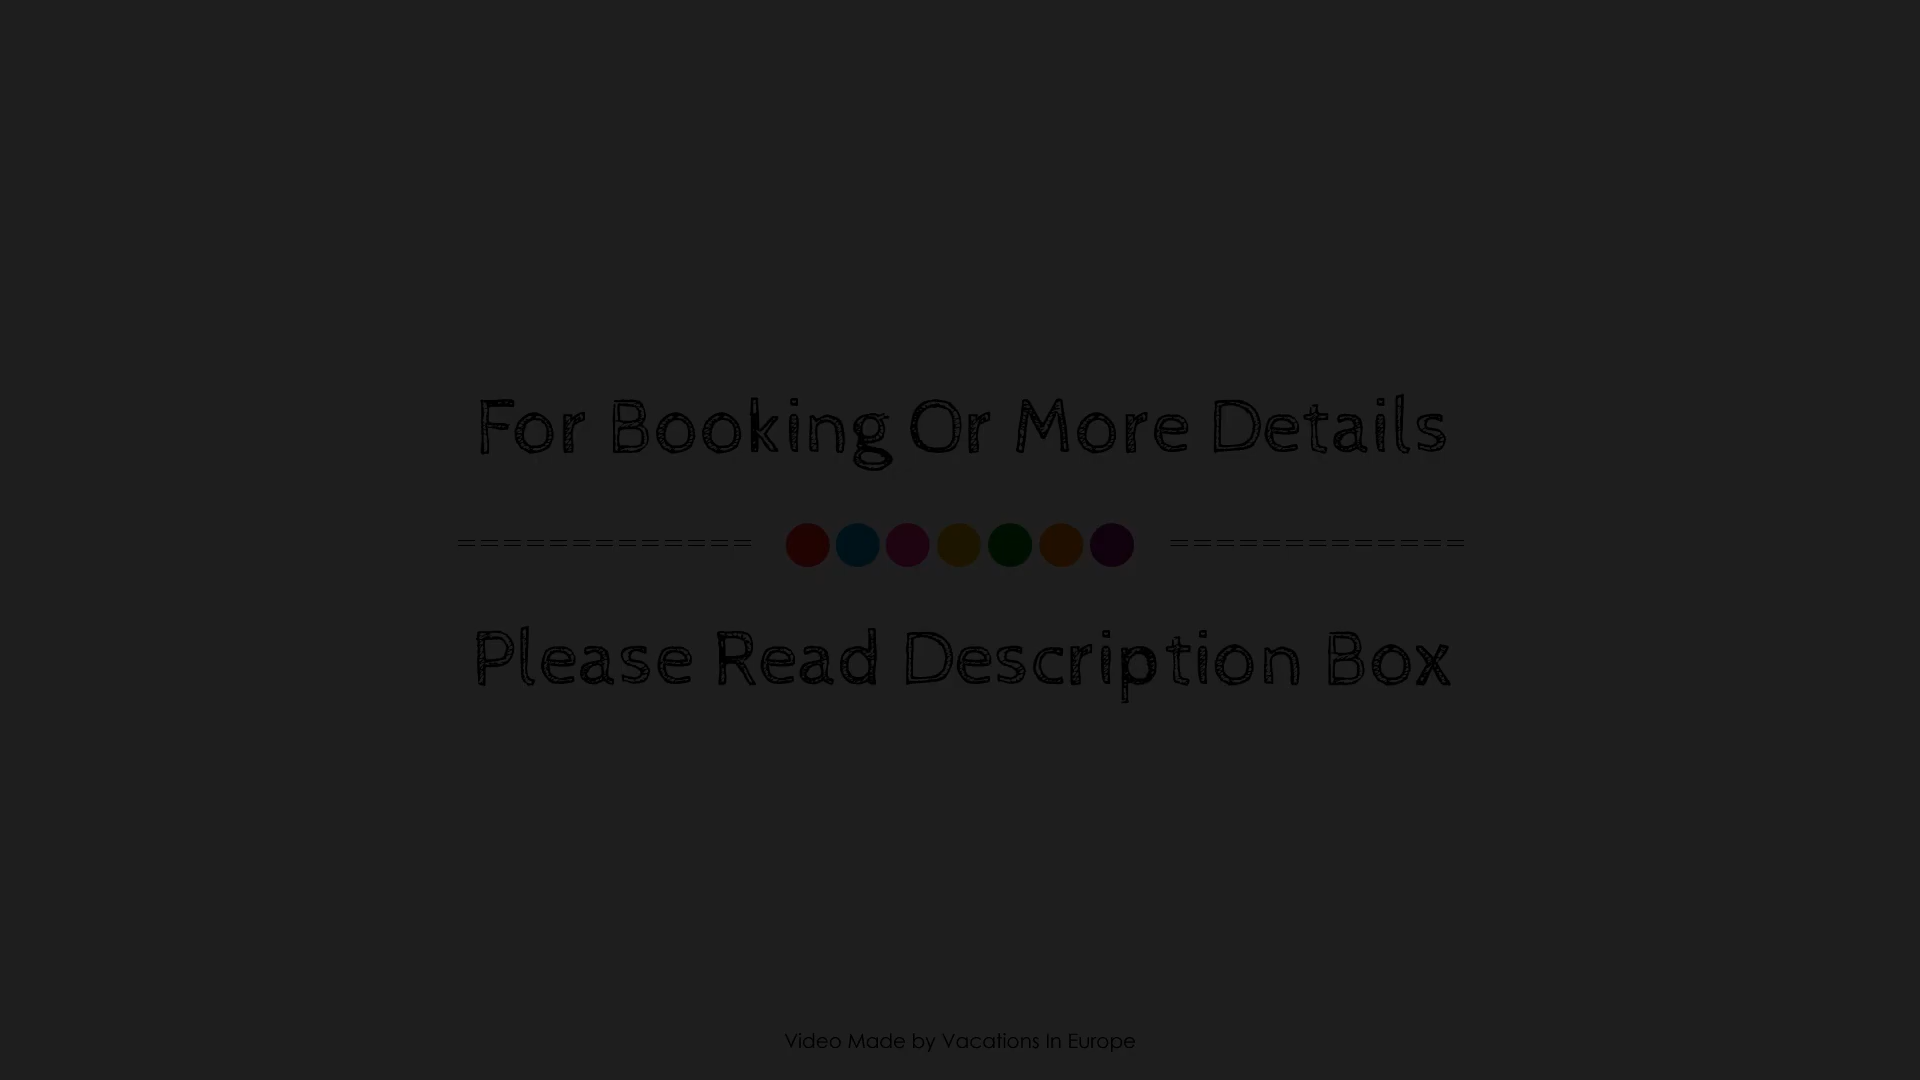 For Booking Or More Details
============= =============
Please Read Description Box
Video Made by Vacations In Europe